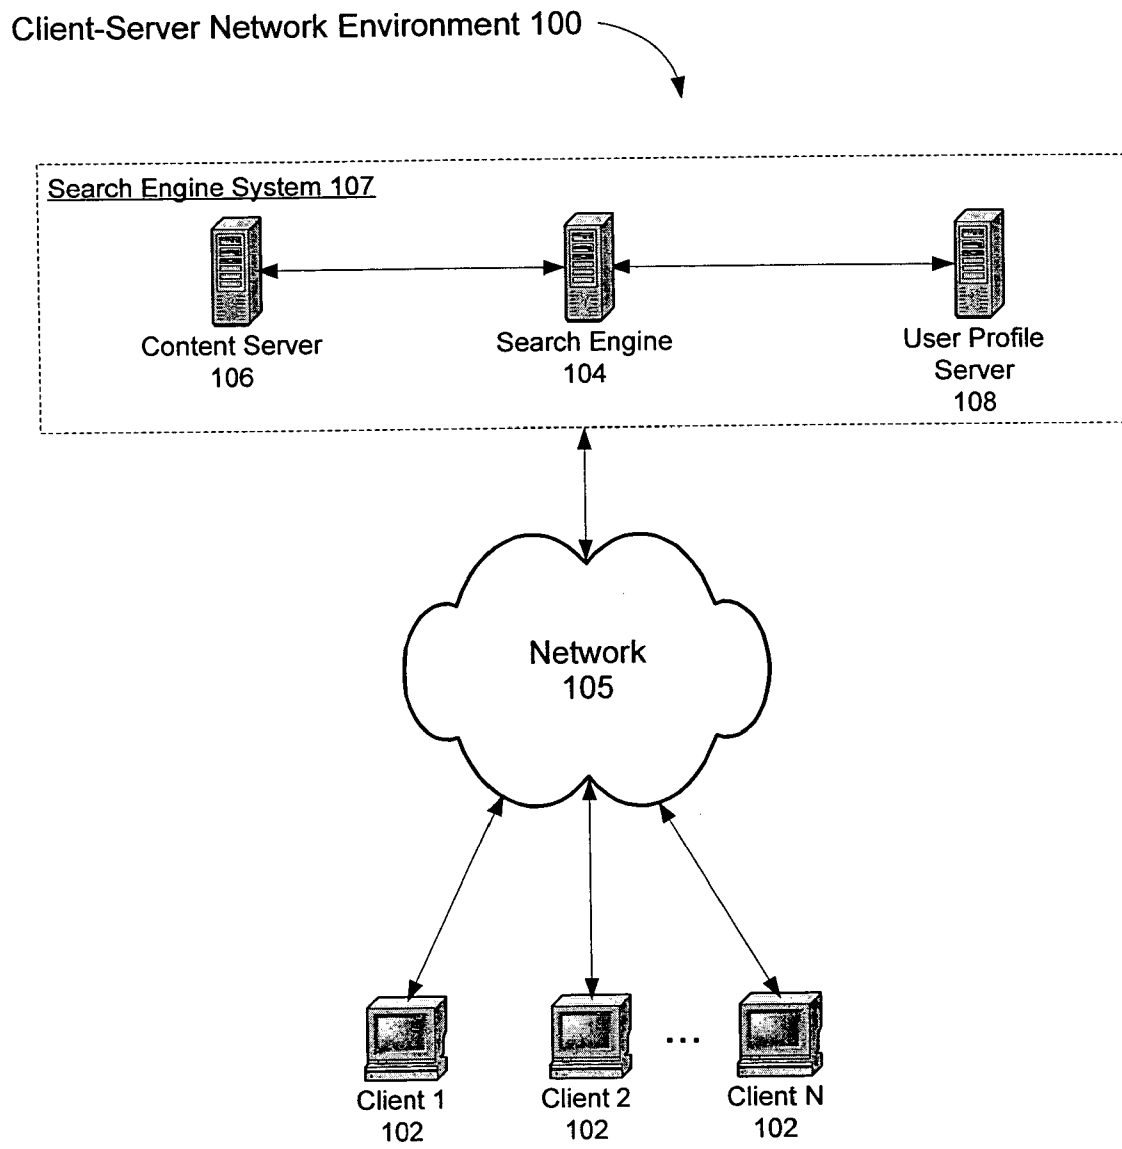 Client-Server Network Environment 100
Search Engine System 107
Content Server
106
Search Engine
104
User Profile
Server
108
Network
105
...
Client 1
102
Client 2
102
Client N
102